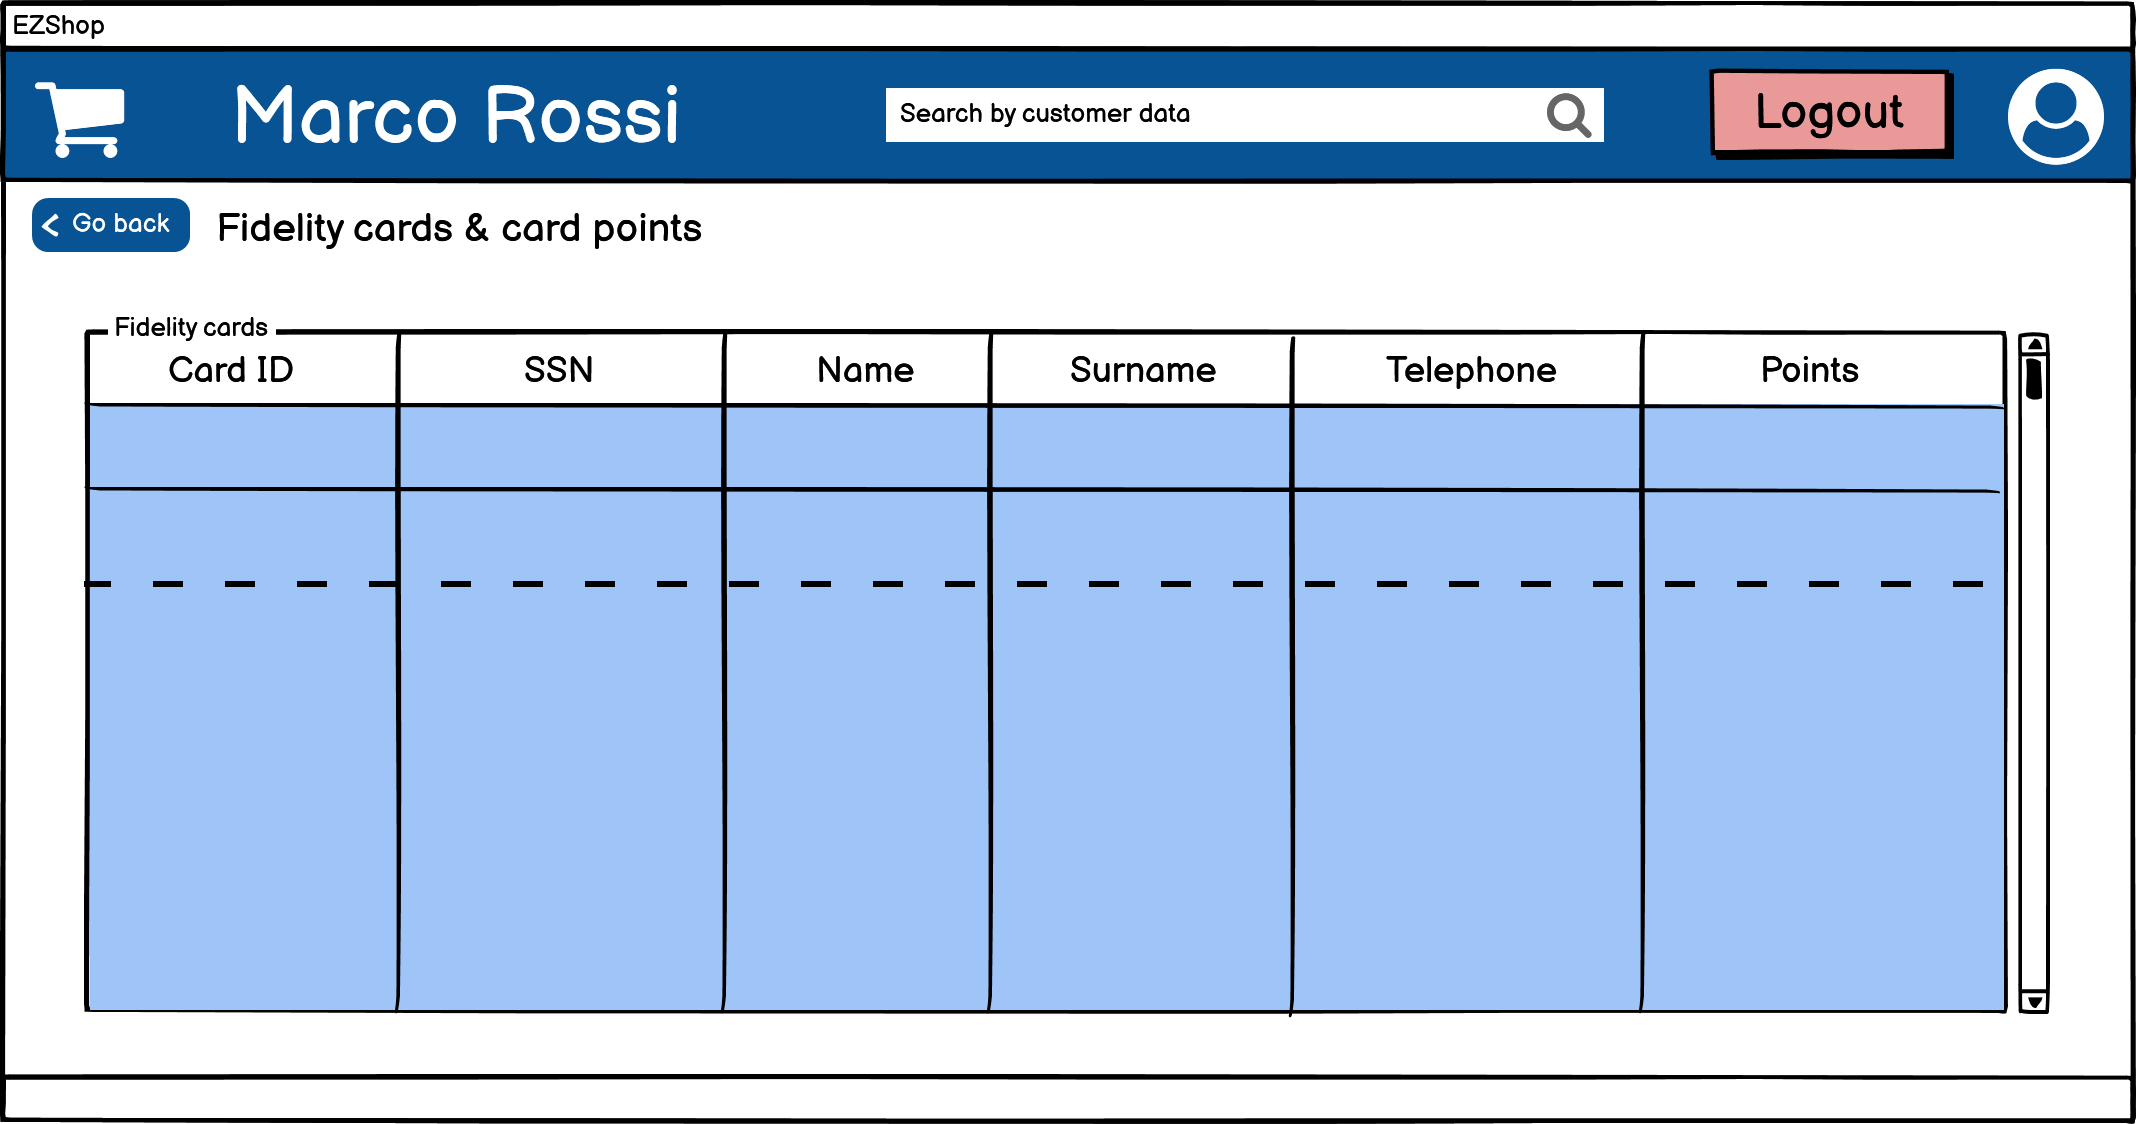 EZShop
Marco Rossi
Search by customer data
Logout
Go back
Fidelity cards & card points
Fidelity cards
Card ID SSN Name Surname Telephone Points